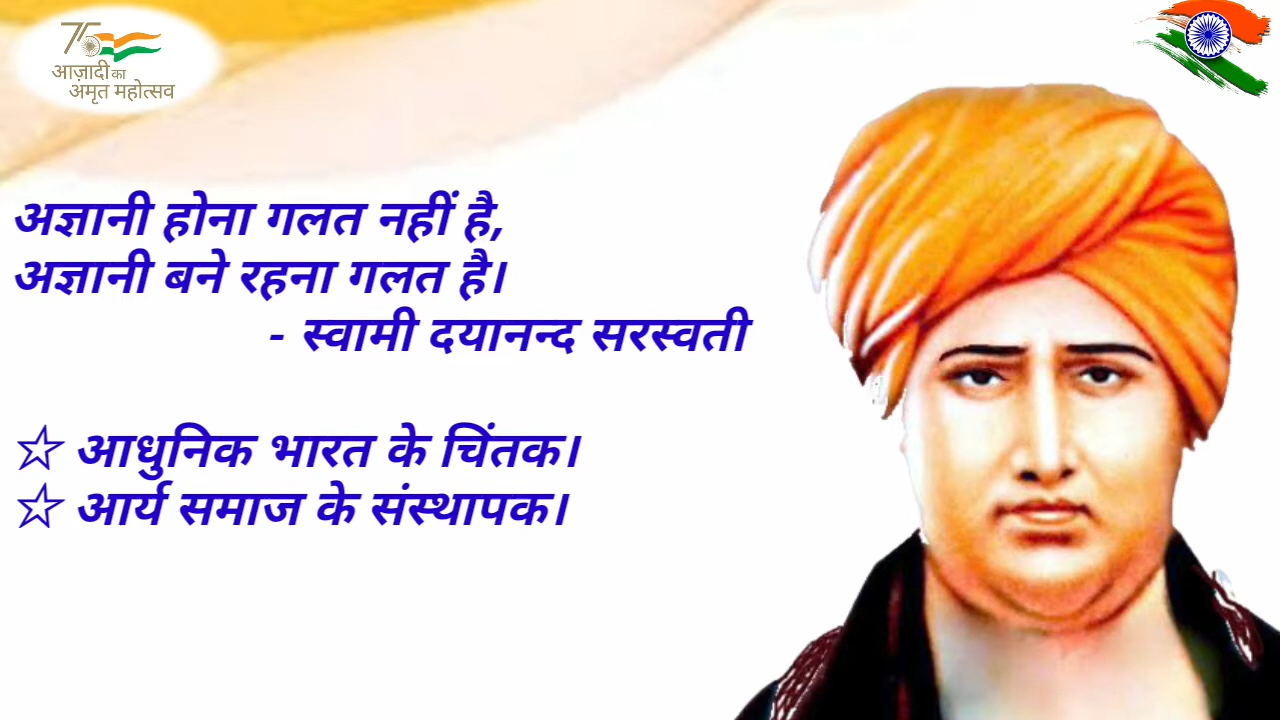 75
आज़ादी का
अमृत महोत्सव
अज्ञानी होना गलत नहीं है,
अज्ञानी बने रहना गलत है।
- स्वामी दयानन्द सरस्वती
☆ आधुनिक भारत के चिंतक।
☆ आर्य समाज के संस्थापक।